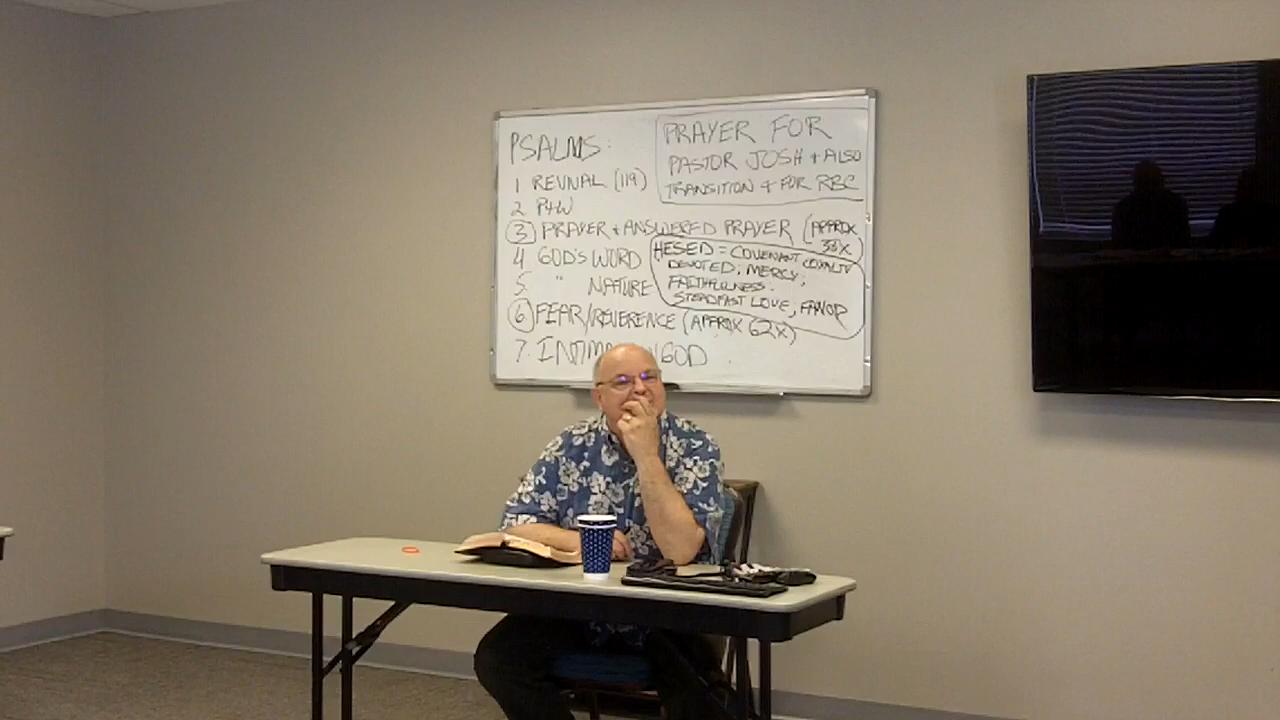 PSALMS:
1 REVIVAL (119)
2 P+W
3 PRAYER + ANSWERED PRAYER (APPROX 33X)
4 GOD'S WORD
5 " NATURE
6 FEAR/REVERENCE (APPROX 62X)
7. GOD
PRAYER FOR
PASTOR JOSH + ALSO
TRANSITION + FOR RBC
HESED = COVENANT LOYALTY
DEVOTED, MERCY,
FAITHFULNESS.
STEADFAST LOVE, FAVOR